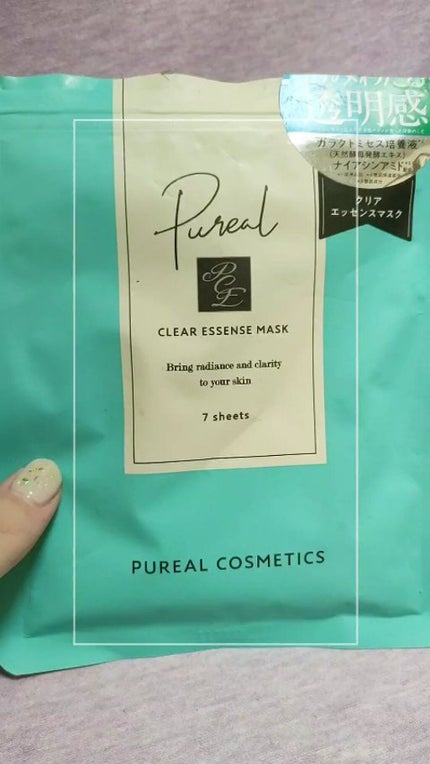 透明感
ガラクトミセス培養液
(天然酵母発酵エキス)
ナイアシンアミド
クリア
エッセンスマスク
Pureal
PCE
CLEAR ESSENSE MASK
Bring radiance and clarity
to your skin
7 sheets
PUREAL COSMETICS